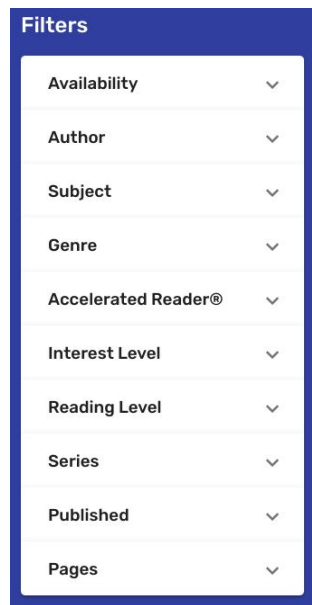 Filters
Availability
Author
Subject
Genre
Accelerated Reader®
Interest Level
Reading Level
Series
Published
Pages